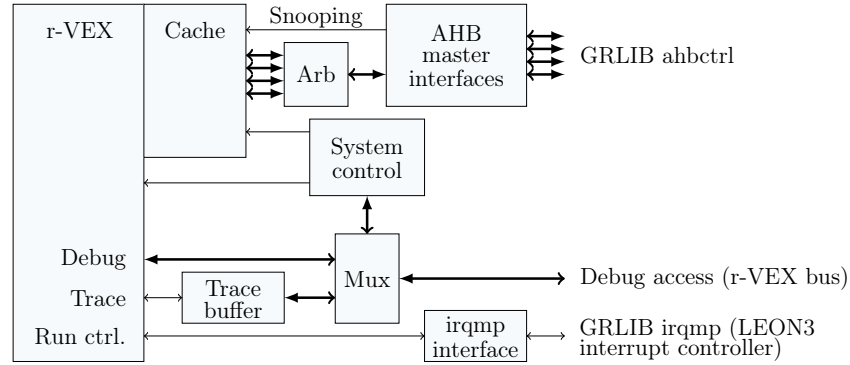 Snooping
r-VEX
Cache
AHB
master
interfaces
Arb
GRLIB ahbctrl
System
control
Debug
Mux
Debug access (r-VEX bus)
Trace
Trace
buffer
Run ctrl.
irqmp
interface
GRLIB irqmp (LEON3
interrupt controller)